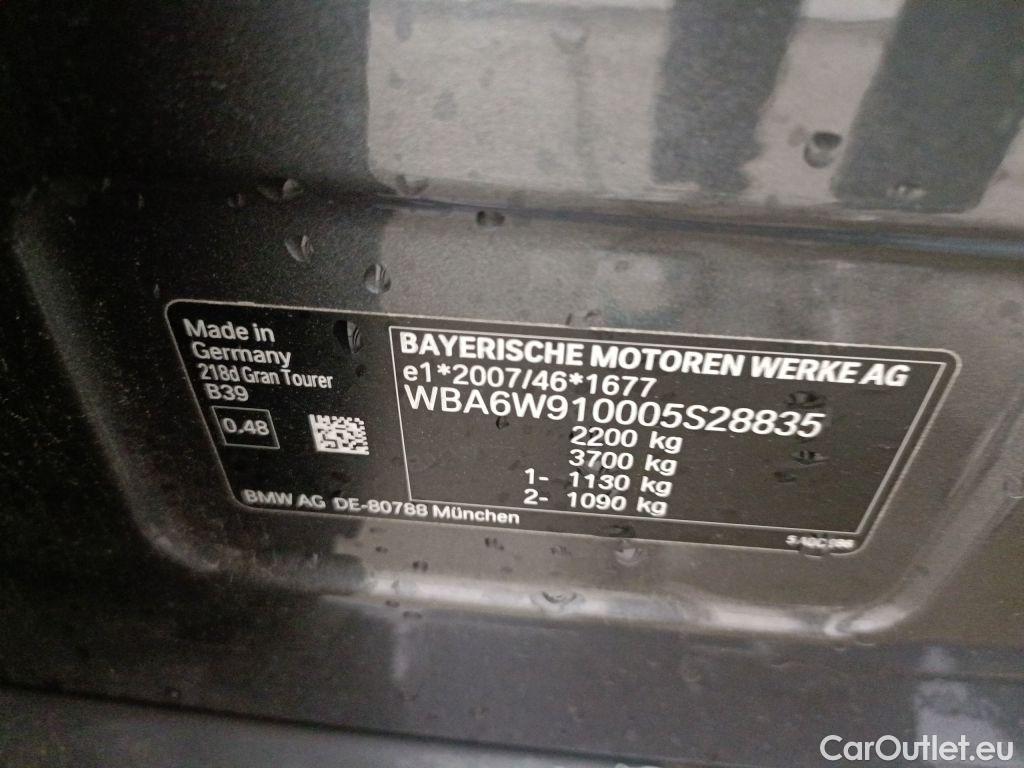 Made in
Germany
218d Gran Tourer
B39
0.48
BMW AG DE-80788 München
BAYERISCHE MOTOREN WERKE AG
e1*2007/46*1677
WBA6W910005S28835
2200 kg
3700 kg
1- 1130 kg
2- 1090 kg
CarOutlet.eu